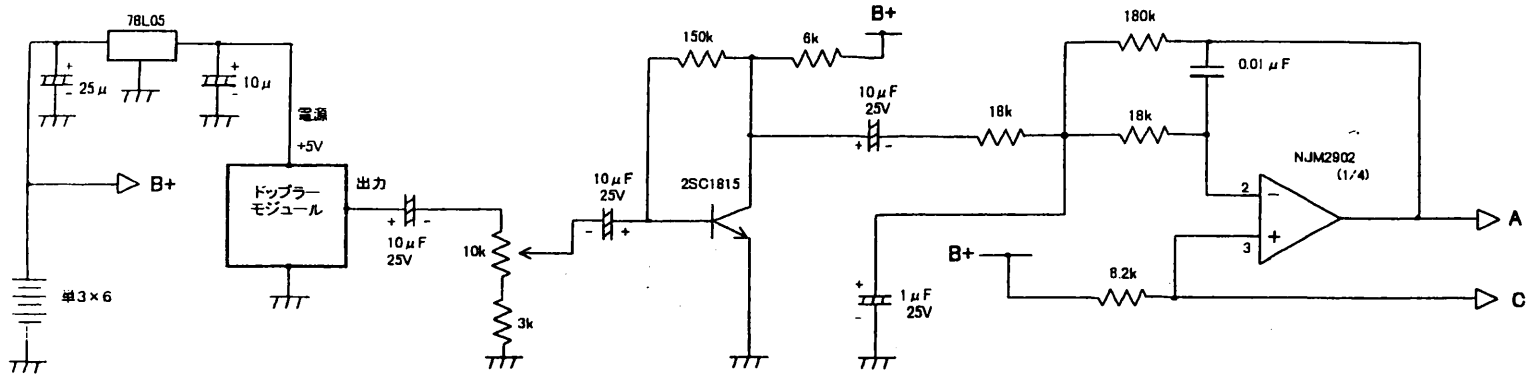 78L05
+
25μ
-
+
10μ
-
電源
+5V
B+
ドップラー
モジュール
出力
単3×6
+ -
10μF
25V
10k
3k
10μF
25V
- +
150k
6k
B+
2SC1815
10μF
25V
+ -
18k
180k
0.01μF
18k
NJM2902
(1/4)
2
-
3
+
A
+
1μF
25V
-
B+
8.2k
C